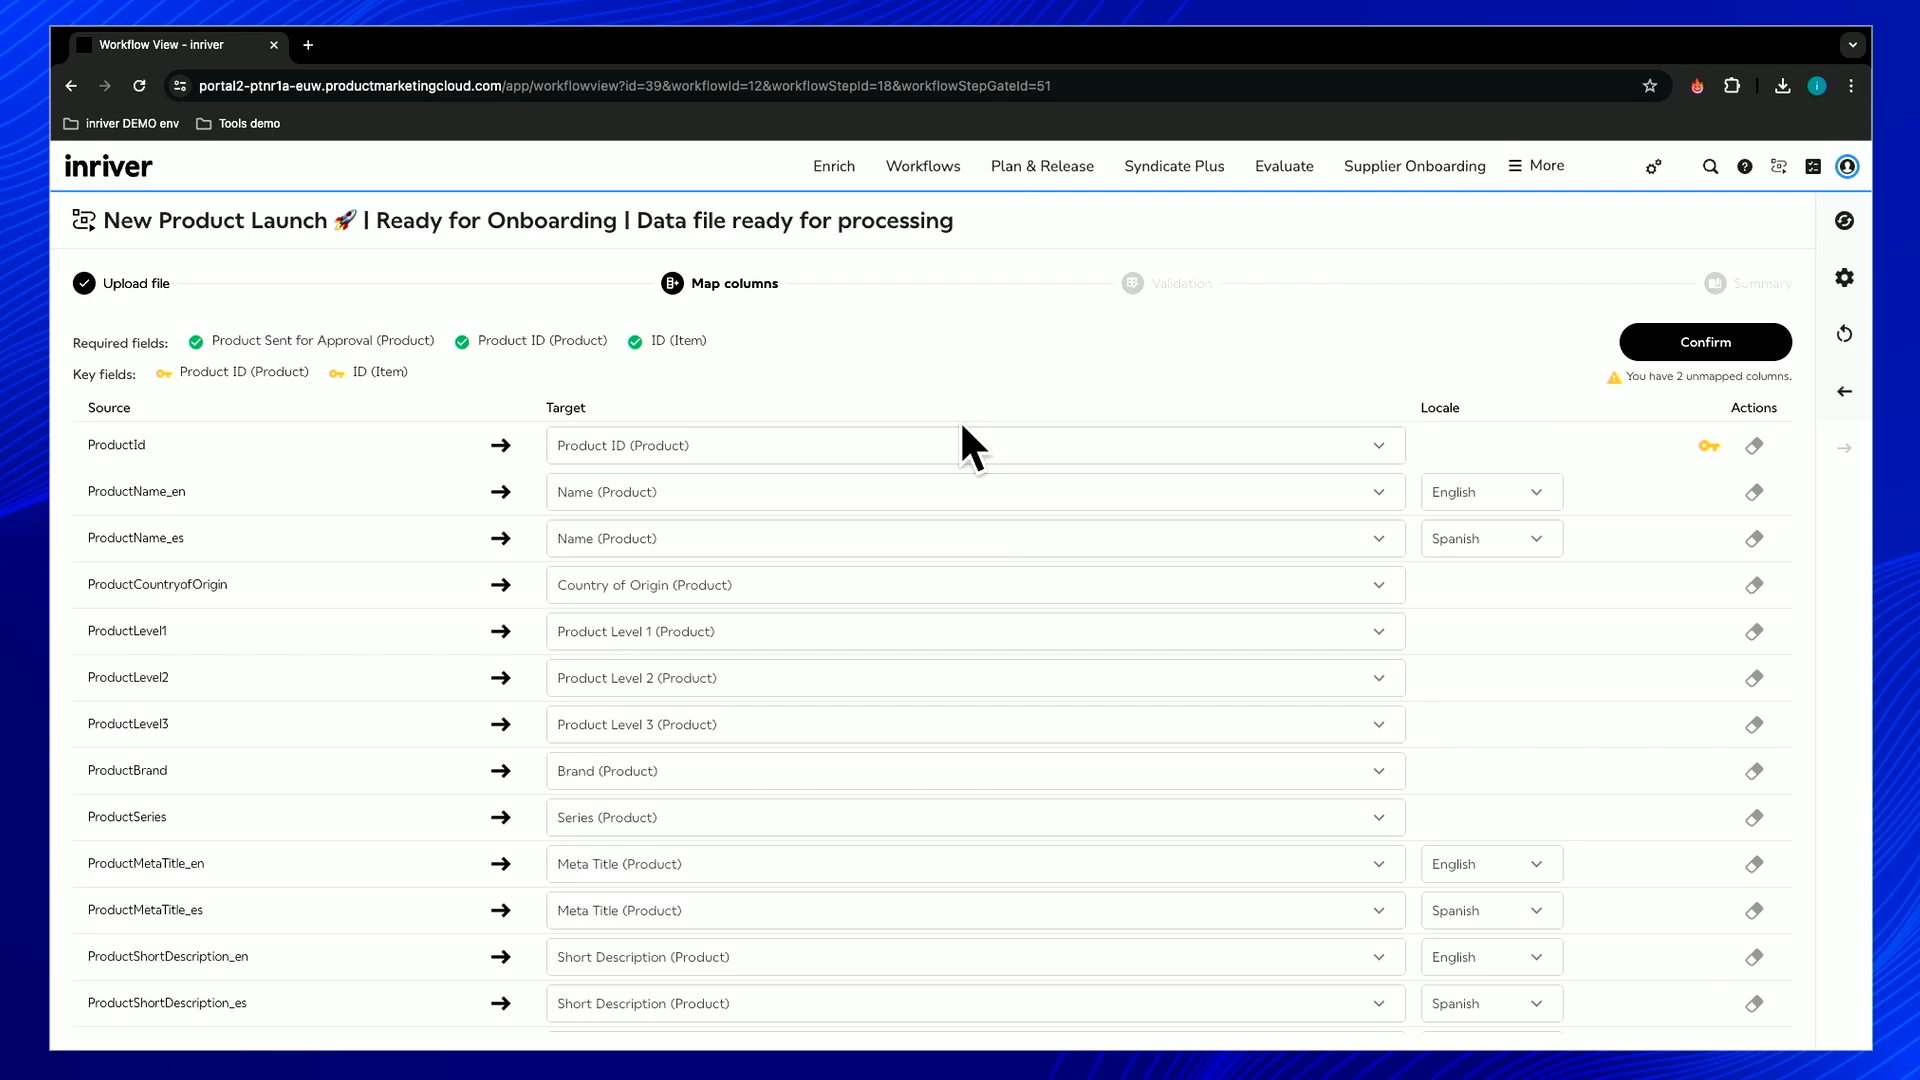 Workflow View - inriver
portal2-ptnr1a-euw.productmarketingcloud.com/app/workflowview?id=39&workflowId=12&workflowStepId=18&workflowStepGateId=51
i
inriver DEMO env
Tools demo
inriver
Enrich
Workflows
Plan & Release
Syndicate Plus
Evaluate
Supplier Onboarding
More
New Product Launch 🚀 | Ready for Onboarding | Data file ready for processing
Upload file
Map columns
Validation
Summary
Required fields: Product Sent for Approval (Product) Product ID (Product) ID (Item)
Confirm
Key fields: Product ID (Product) ID (Item)
You have 2 unmapped columns.
Source Target Locale Actions
ProductId Product ID (Product)
ProductName_en Name (Product) English
ProductName_es Name (Product) Spanish
ProductCountryofOrigin Country of Origin (Product)
ProductLevel1 Product Level 1 (Product)
ProductLevel2 Product Level 2 (Product)
ProductLevel3 Product Level 3 (Product)
ProductBrand Brand (Product)
ProductSeries Series (Product)
ProductMetaTitle_en Meta Title (Product) English
ProductMetaTitle_es Meta Title (Product) Spanish
ProductShortDescription_en Short Description (Product) English
ProductShortDescription_es Short Description (Product) Spanish